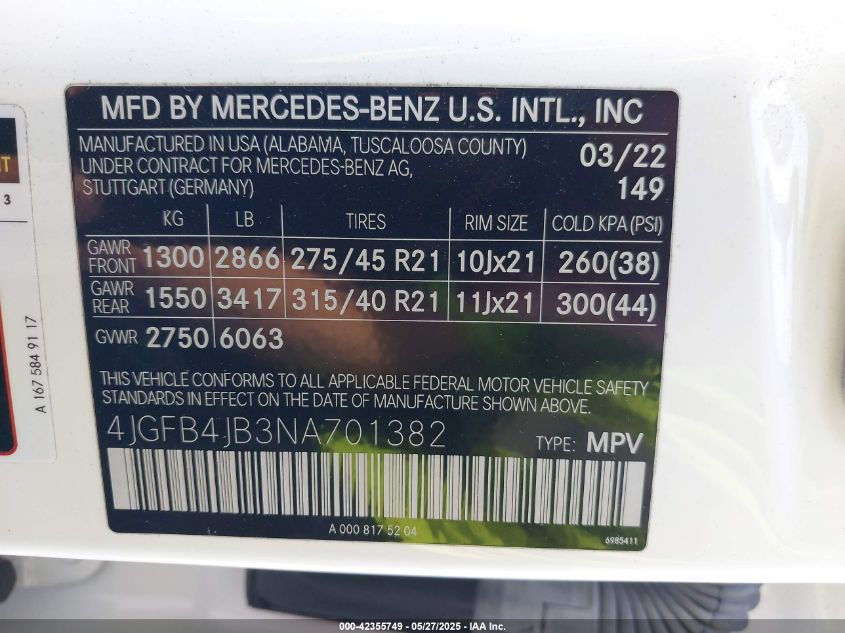 MFD BY MERCEDES-BENZ U.S. INTL., INC
MANUFACTURED IN USA (ALABAMA, TUSCALOOSA COUNTY)
UNDER CONTRACT FOR MERCEDES-BENZ AG,
STUTTGART (GERMANY)
03/22
149
KG LB TIRES RIM SIZE COLD KPA (PSI)
GAWR FRONT 1300 2866 275/45 R21 10Jx21 260(38)
GAWR REAR 1550 3417 315/40 R21 11Jx21 300(44)
GVWR 2750 6063
THIS VEHICLE CONFORMS TO ALL APPLICABLE FEDERAL MOTOR VEHICLE SAFETY
STANDARDS IN EFFECT ON THE DATE OF MANUFACTURE SHOWN ABOVE.
4JGFB4JB3NA701382 TYPE: MPV
A 000 817 52 04
6985411
3
A 167 584 91 17
000-42355749 - 05/27/2025 - IAA Inc.